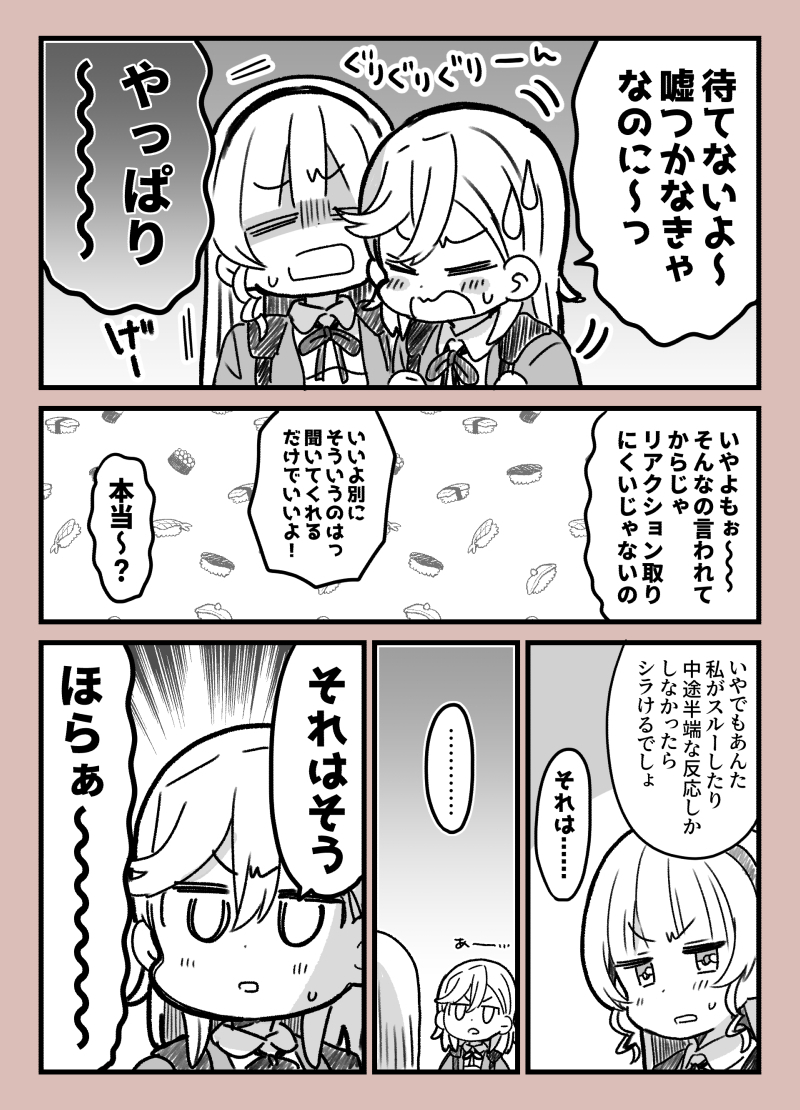 待てないよ〜
嘘つかなきゃ
なのに〜っ
ぐりぐりぐりーん
やっぱり
〜〜〜〜
げー
いやよもぉ〜〜〜
そんなの言われて
からじゃ
リアクション取り
にくいじゃないの
いいよ別に
そういうのはっ
聞いてくれる
だけでいいよ！
本当〜？
いやでもあんた
私がスルーしたり
中途半端な反応しか
しなかったら
シラけるでしょ
それは……
…………
あー…
それはそう
ほらぁ〜〜〜〜